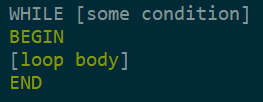 WHILE [some condition]
BEGIN
[loop body]
END